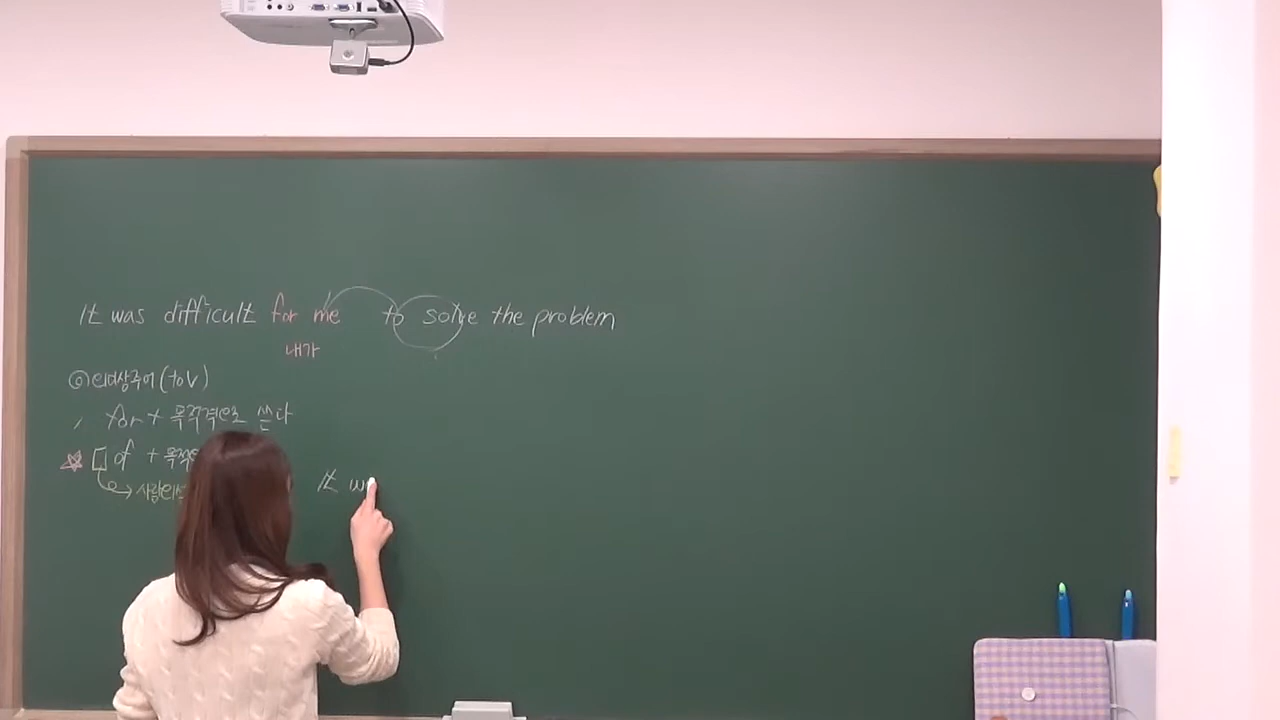 It was difficult for me to solve the problem
내가
◎ 의미상주어 (to V)
for + 목적격으로 쓴다
of + 목적
사람의
It wa